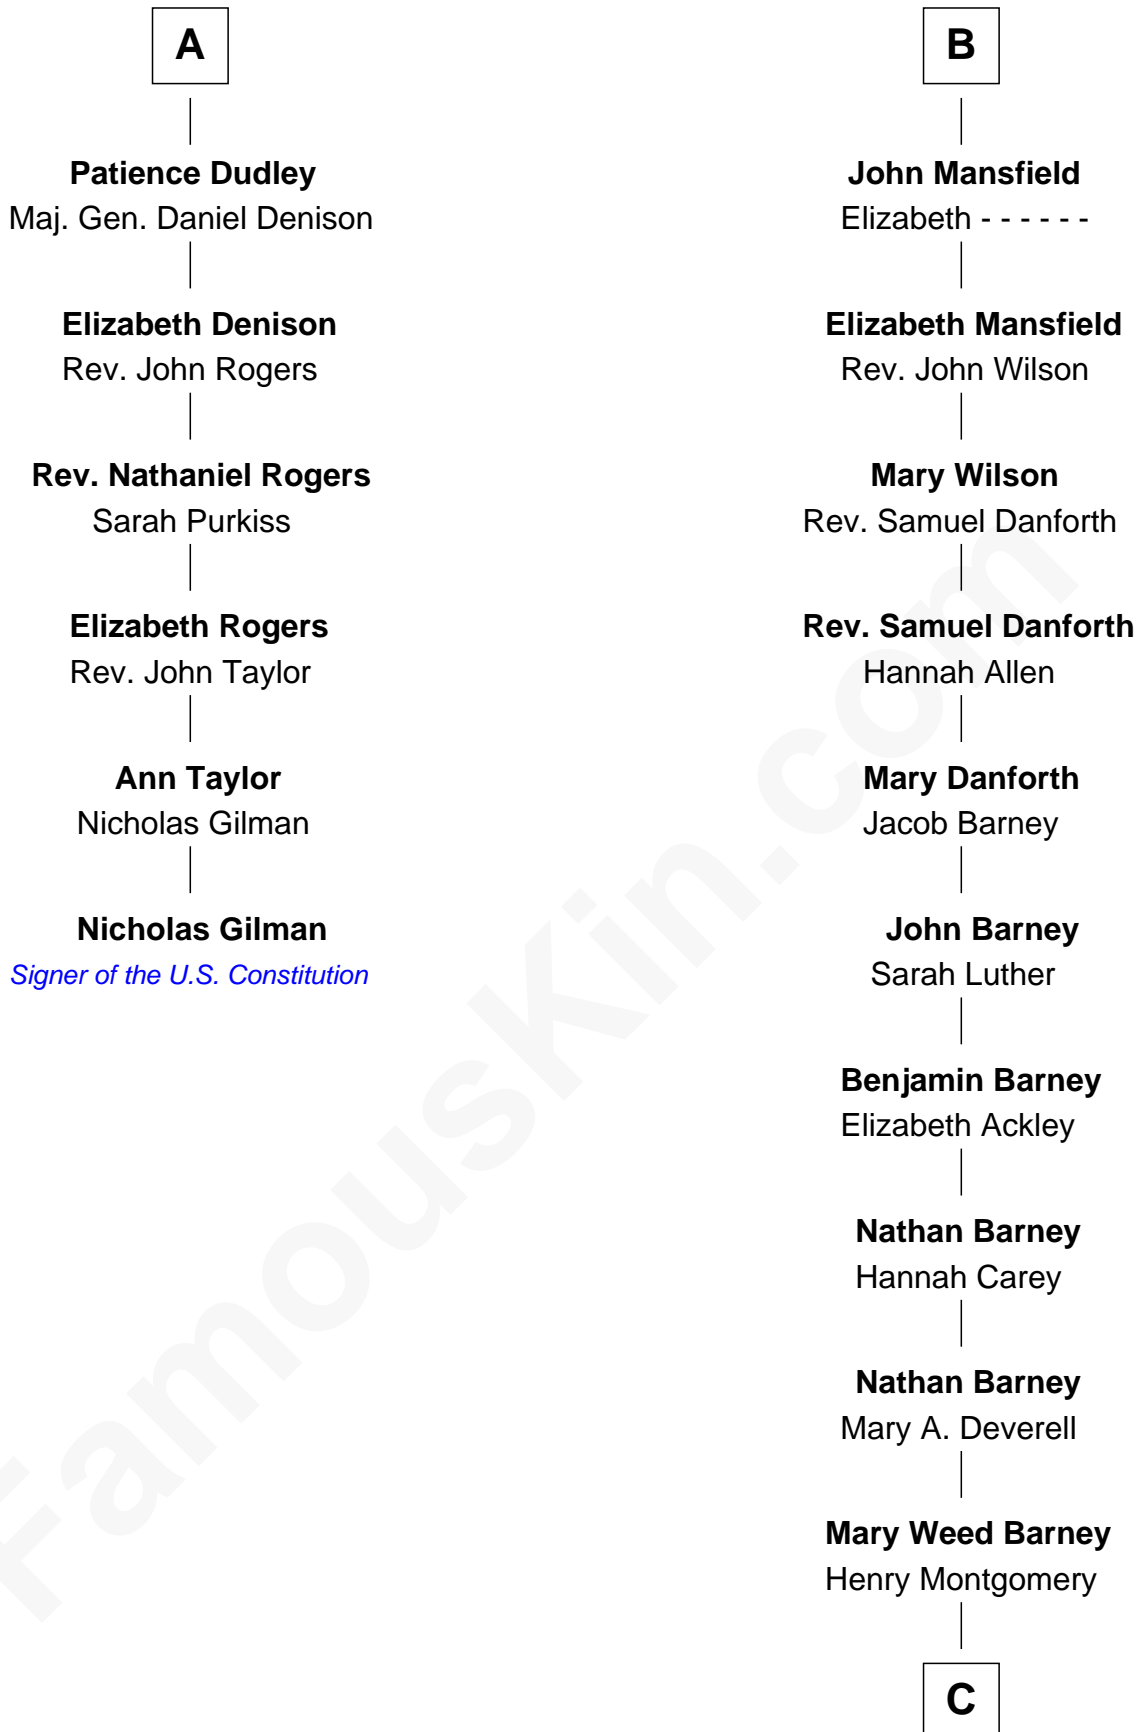 A
Patience Dudley
Maj. Gen. Daniel Denison
Elizabeth Denison
Rev. John Rogers
Rev. Nathaniel Rogers
Sarah Purkiss
Elizabeth Rogers
Rev. John Taylor
Ann Taylor
Nicholas Gilman
Nicholas Gilman
Signer of the U.S. Constitution
B
John Mansfield
Elizabeth - - - - - -
Elizabeth Mansfield
Rev. John Wilson
Mary Wilson
Rev. Samuel Danforth
Rev. Samuel Danforth
Hannah Allen
Mary Danforth
Jacob Barney
John Barney
Sarah Luther
Benjamin Barney
Elizabeth Ackley
Nathan Barney
Hannah Carey
Nathan Barney
Mary A. Deverell
Mary Weed Barney
Henry Montgomery
C
FamousKin.com